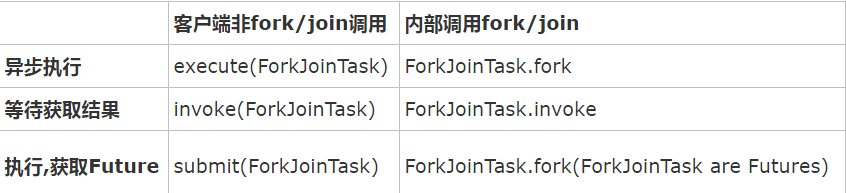 客户端非fork/join调用 内部调用fork/join
异步执行 execute(ForkJoinTask) ForkJoinTask.fork
等待获取结果 invoke(ForkJoinTask) ForkJoinTask.invoke
执行,获取Future submit(ForkJoinTask) ForkJoinTask.fork(ForkJoinTask are Futures)